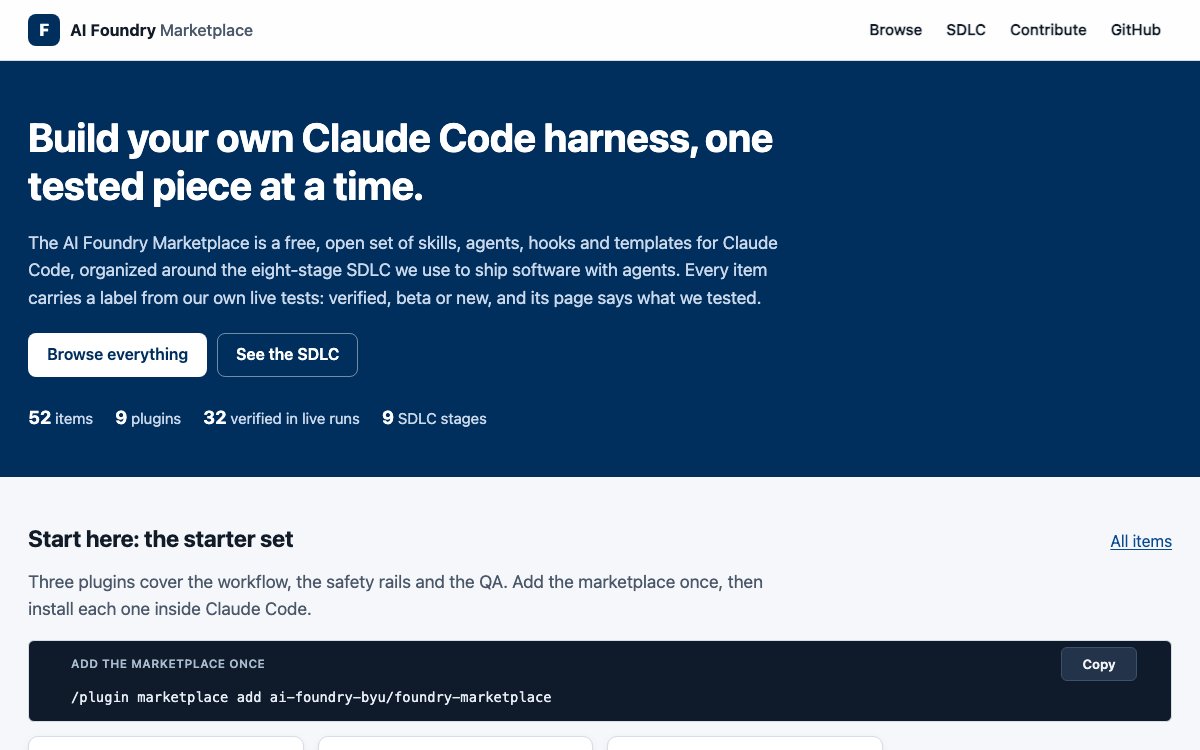 F AI Foundry Marketplace Browse SDLC Contribute GitHub
Build your own Claude Code harness, one
tested piece at a time.
The AI Foundry Marketplace is a free, open set of skills, agents, hooks and templates for Claude
Code, organized around the eight-stage SDLC we use to ship software with agents. Every item
carries a label from our own live tests: verified, beta or new, and its page says what we tested.
Browse everything See the SDLC
52 items 9 plugins 32 verified in live runs 9 SDLC stages
Start here: the starter set All items
Three plugins cover the workflow, the safety rails and the QA. Add the marketplace once, then
install each one inside Claude Code.
ADD THE MARKETPLACE ONCE Copy
/plugin marketplace add ai-foundry-byu/foundry-marketplace